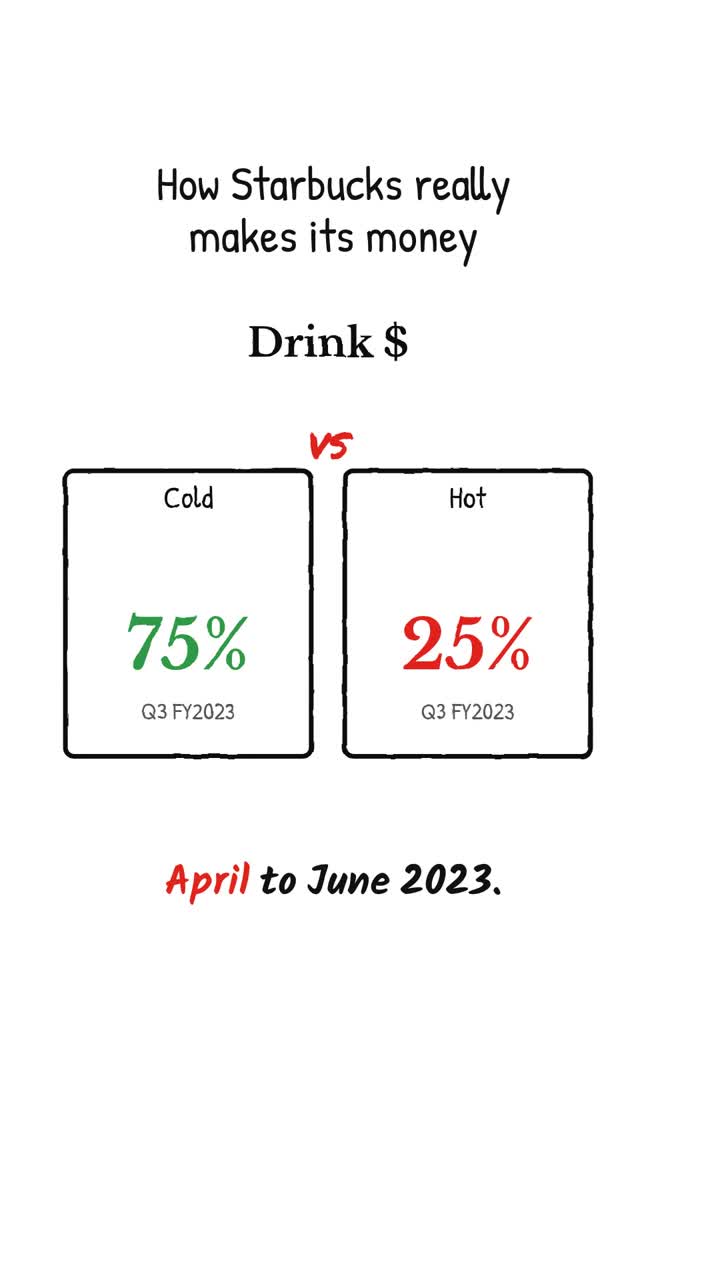 How Starbucks really
makes its money
Drink $
vs
Cold
Hot
75%
25%
Q3 FY2023
Q3 FY2023
April to June 2023.